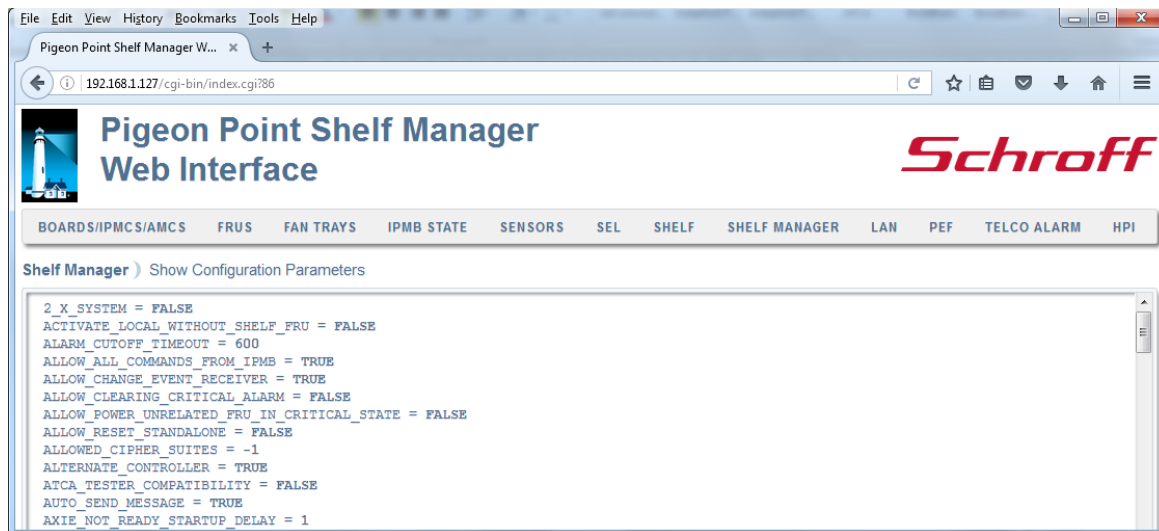 File Edit View History Bookmarks Tools Help
Pigeon Point Shelf Manager W... × +
192.168.1.127/cgi-bin/index.cgi?86
Pigeon Point Shelf Manager
Web Interface
Schroff
BOARDS/IPMCS/AMCS FRUS FAN TRAYS IPMB STATE SENSORS SEL SHELF SHELF MANAGER LAN PEF TELCO ALARM HPI
Shelf Manager ) Show Configuration Parameters
2_X_SYSTEM = FALSE
ACTIVATE_LOCAL_WITHOUT_SHELF_FRU = FALSE
ALARM_CUTOFF_TIMEOUT = 600
ALLOW_ALL_COMMANDS_FROM_IPMB = TRUE
ALLOW_CHANGE_EVENT_RECEIVER = TRUE
ALLOW_CLEARING_CRITICAL_ALARM = FALSE
ALLOW_POWER_UNRELATED_FRU_IN_CRITICAL_STATE = FALSE
ALLOW_RESET_STANDALONE = FALSE
ALLOWED_CIPHER_SUITES = -1
ALTERNATE_CONTROLLER = TRUE
ATCA_TESTER_COMPATIBILITY = FALSE
AUTO_SEND_MESSAGE = TRUE
AXIE_NOT_READY_STARTUP_DELAY = 1